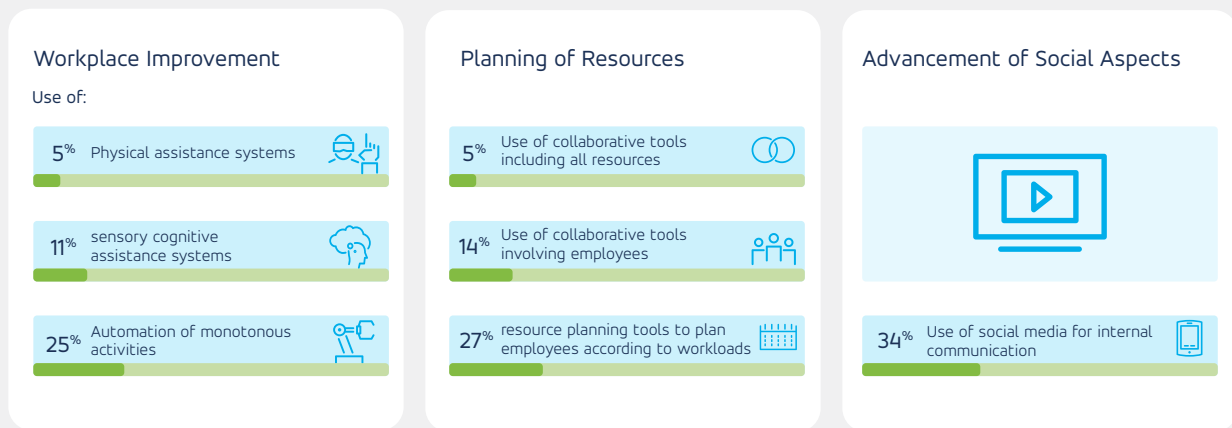 Workplace Improvement
Use of:
5% Physical assistance systems
11% sensory cognitive
assistance systems
25% Automation of monotonous
activities
Planning of Resources
5% Use of collaborative tools
including all resources
14% Use of collaborative tools
involving employees
27% resource planning tools to plan
employees according to workloads
Advancement of Social Aspects
34% Use of social media for internal
communication